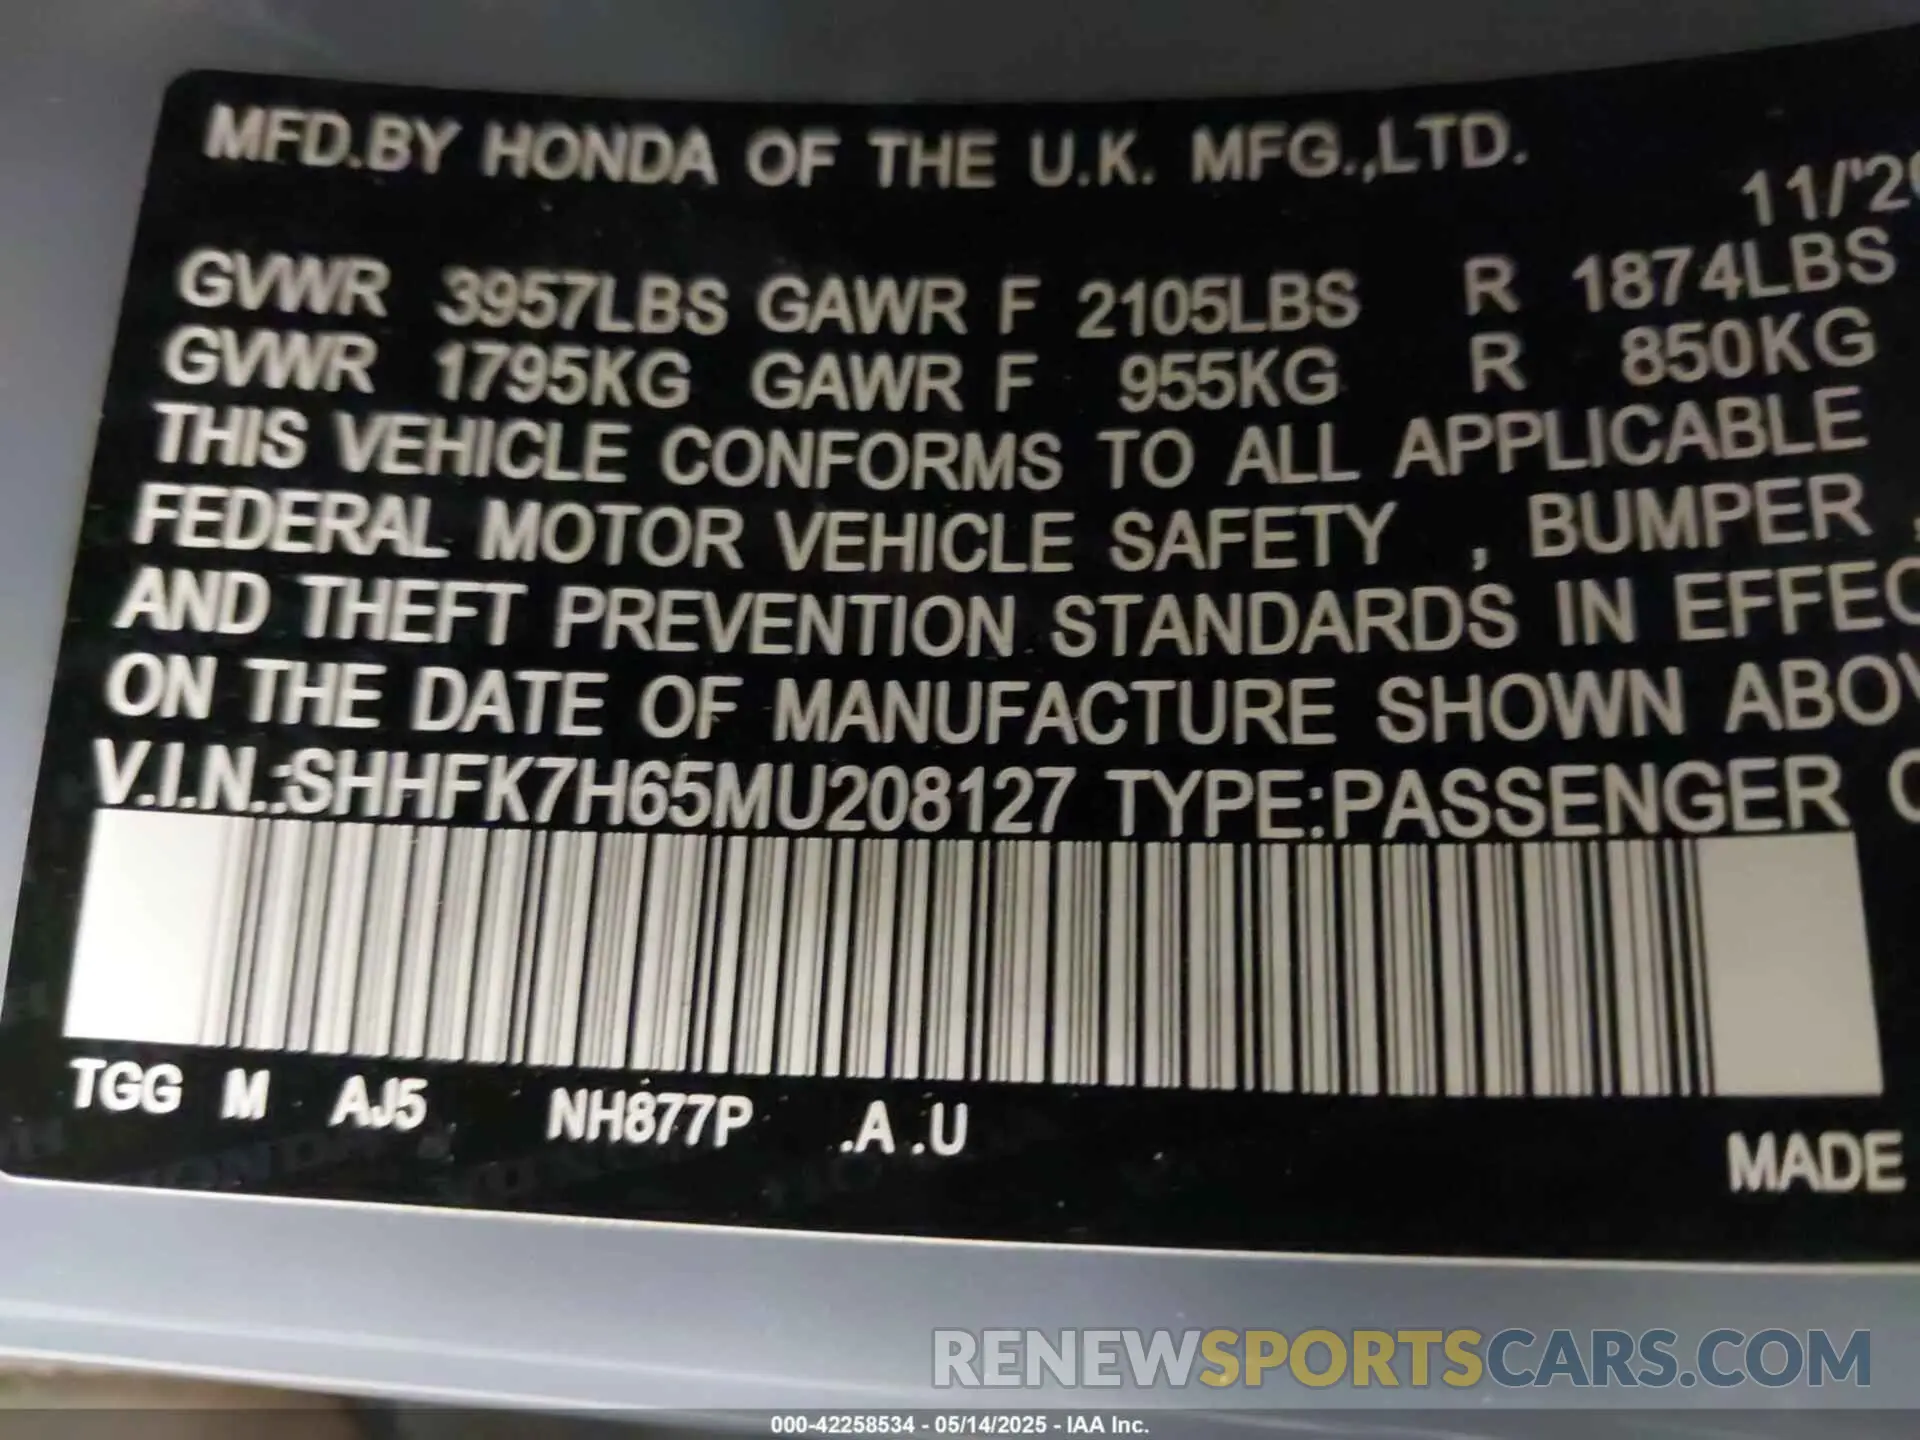 MFD.BY HONDA OF THE U.K. MFG.,LTD.
11/'20
GVWR 3957LBS GAWR F 2105LBS R 1874LBS
GVWR 1795KG GAWR F 955KG R 850KG
THIS VEHICLE CONFORMS TO ALL APPLICABLE
FEDERAL MOTOR VEHICLE SAFETY , BUMPER ,
AND THEFT PREVENTION STANDARDS IN EFFEC
ON THE DATE OF MANUFACTURE SHOWN ABOV
V.I.N.:SHHFK7H65MU208127 TYPE:PASSENGER C
TGG M AJ5 NH877P .A .U
MADE
RENEWSPORTSCARS.COM
000-42258534 - 05/14/2025 - IAA Inc.